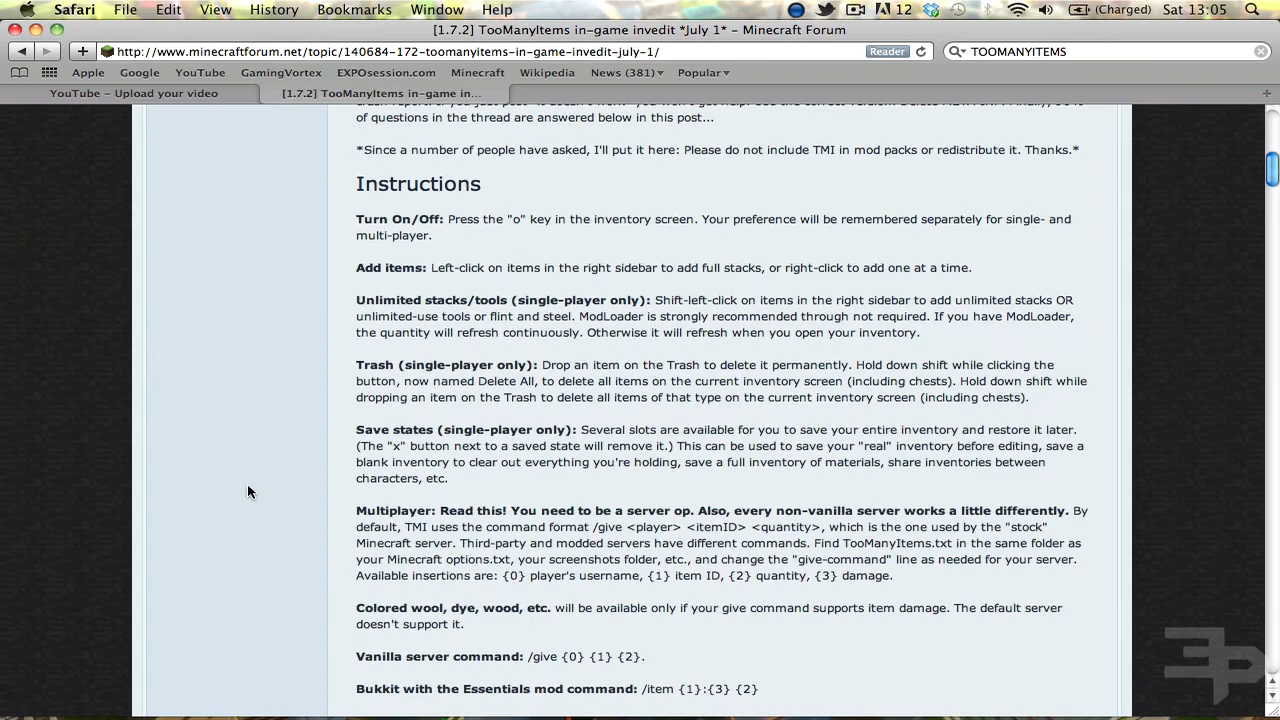 Safari File Edit View History Bookmarks Window Help 12 (Charged) Sat 13:05
[1.7.2] TooManyItems in-game invedit *July 1* – Minecraft Forum
http://www.minecraftforum.net/topic/140684-172-toomanyitems-in-game-invedit-july-1/ Reader TOOMANYITEMS
Apple Google YouTube GamingVortex EXPOsession.com Minecraft Wikipedia News (381)▾ Popular▾
YouTube – Upload your video [1.7.2] TooManyItems in-game in...
of questions in the thread are answered below in this post...
*Since a number of people have asked, I'll put it here: Please do not include TMI in mod packs or redistribute it. Thanks.*
Instructions
Turn On/Off: Press the "o" key in the inventory screen. Your preference will be remembered separately for single- and
multi-player.
Add items: Left-click on items in the right sidebar to add full stacks, or right-click to add one at a time.
Unlimited stacks/tools (single-player only): Shift-left-click on items in the right sidebar to add unlimited stacks OR
unlimited-use tools or flint and steel. ModLoader is strongly recommended through not required. If you have ModLoader,
the quantity will refresh continuously. Otherwise it will refresh when you open your inventory.
Trash (single-player only): Drop an item on the Trash to delete it permanently. Hold down shift while clicking the
button, now named Delete All, to delete all items on the current inventory screen (including chests). Hold down shift while
dropping an item on the Trash to delete all items of that type on the current inventory screen (including chests).
Save states (single-player only): Several slots are available for you to save your entire inventory and restore it later.
(The "x" button next to a saved state will remove it.) This can be used to save your "real" inventory before editing, save a
blank inventory to clear out everything you're holding, save a full inventory of materials, share inventories between
characters, etc.
Multiplayer: Read this! You need to be a server op. Also, every non-vanilla server works a little differently. By
default, TMI uses the command format /give <player> <itemID> <quantity>, which is the one used by the "stock"
Minecraft server. Third-party and modded servers have different commands. Find TooManyItems.txt in the same folder as
your Minecraft options.txt, your screenshots folder, etc., and change the "give-command" line as needed for your server.
Available insertions are: {0} player's username, {1} item ID, {2} quantity, {3} damage.
Colored wool, dye, wood, etc. will be available only if your give command supports item damage. The default server
doesn't support it.
Vanilla server command: /give {0} {1} {2}.
Bukkit with the Essentials mod command: /item {1}:{3} {2}